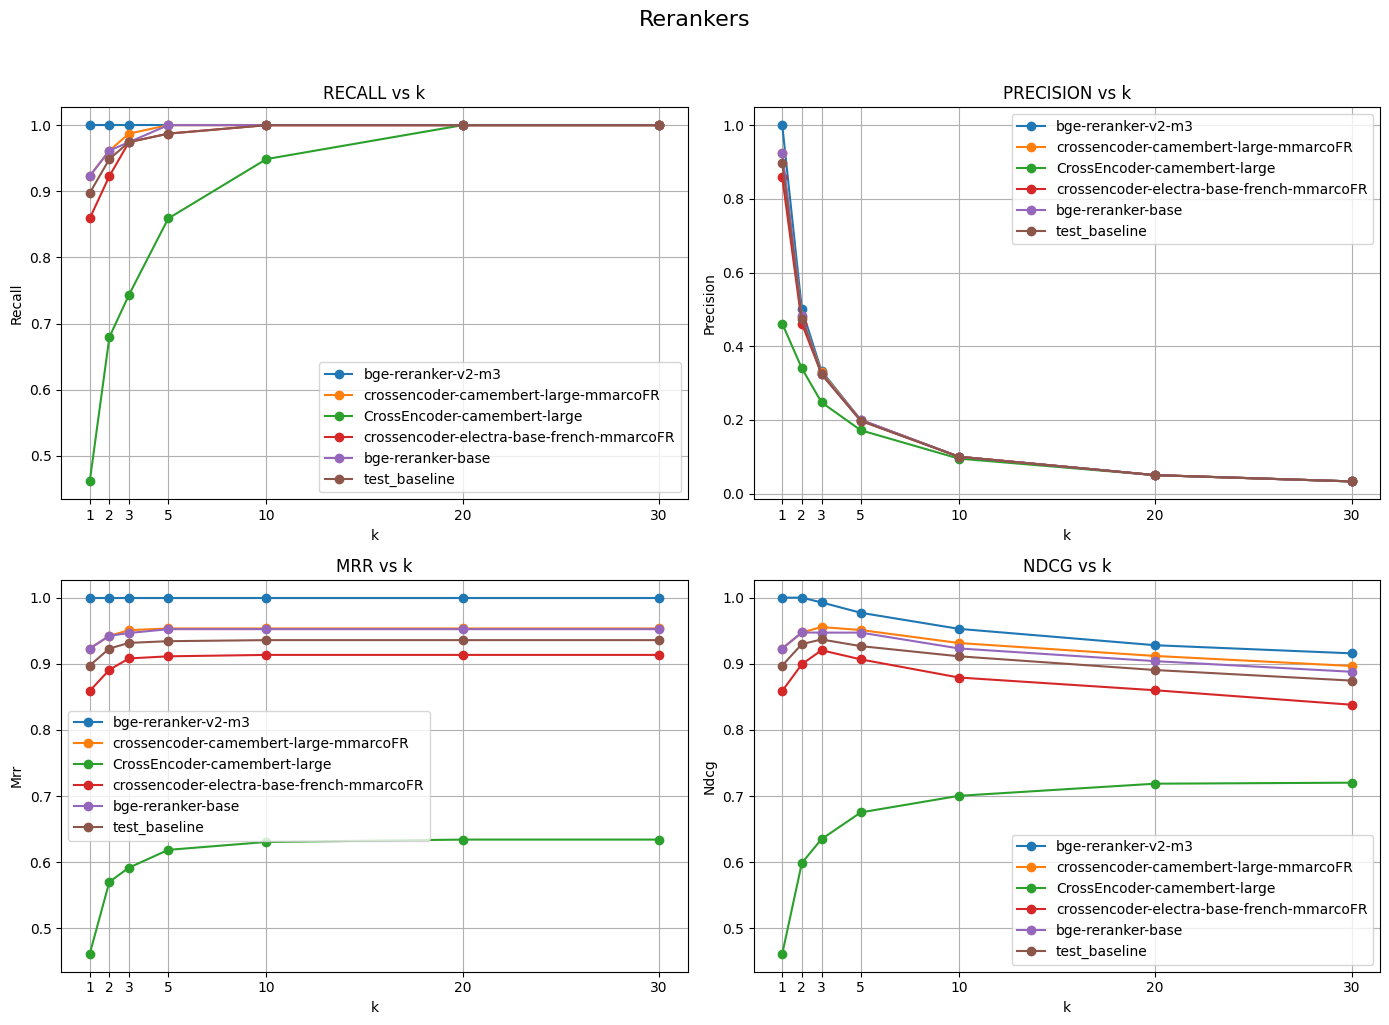 Rerankers
RECALL vs k
1.0
0.9
0.8
0.7
0.6
0.5
Recall
bge-reranker-v2-m3
crossencoder-camembert-large-mmarcoFR
CrossEncoder-camembert-large
crossencoder-electra-base-french-mmarcoFR
bge-reranker-base
test_baseline
1 2 3 5 10 20 30
k
PRECISION vs k
1.0
0.8
0.6
0.4
0.2
0.0
Precision
bge-reranker-v2-m3
crossencoder-camembert-large-mmarcoFR
CrossEncoder-camembert-large
crossencoder-electra-base-french-mmarcoFR
bge-reranker-base
test_baseline
1 2 3 5 10 20 30
k
MRR vs k
1.0
0.9
0.8
0.7
0.6
0.5
Mrr
bge-reranker-v2-m3
crossencoder-camembert-large-mmarcoFR
CrossEncoder-camembert-large
crossencoder-electra-base-french-mmarcoFR
bge-reranker-base
test_baseline
1 2 3 5 10 20 30
k
NDCG vs k
1.0
0.9
0.8
0.7
0.6
0.5
Ndcg
bge-reranker-v2-m3
crossencoder-camembert-large-mmarcoFR
CrossEncoder-camembert-large
crossencoder-electra-base-french-mmarcoFR
bge-reranker-base
test_baseline
1 2 3 5 10 20 30
k